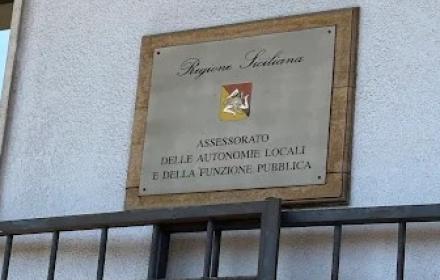 Regione Siciliana
ASSESSORATO
DELLE AUTONOMIE LOCALI
E DELLA FUNZIONE PUBBLICA